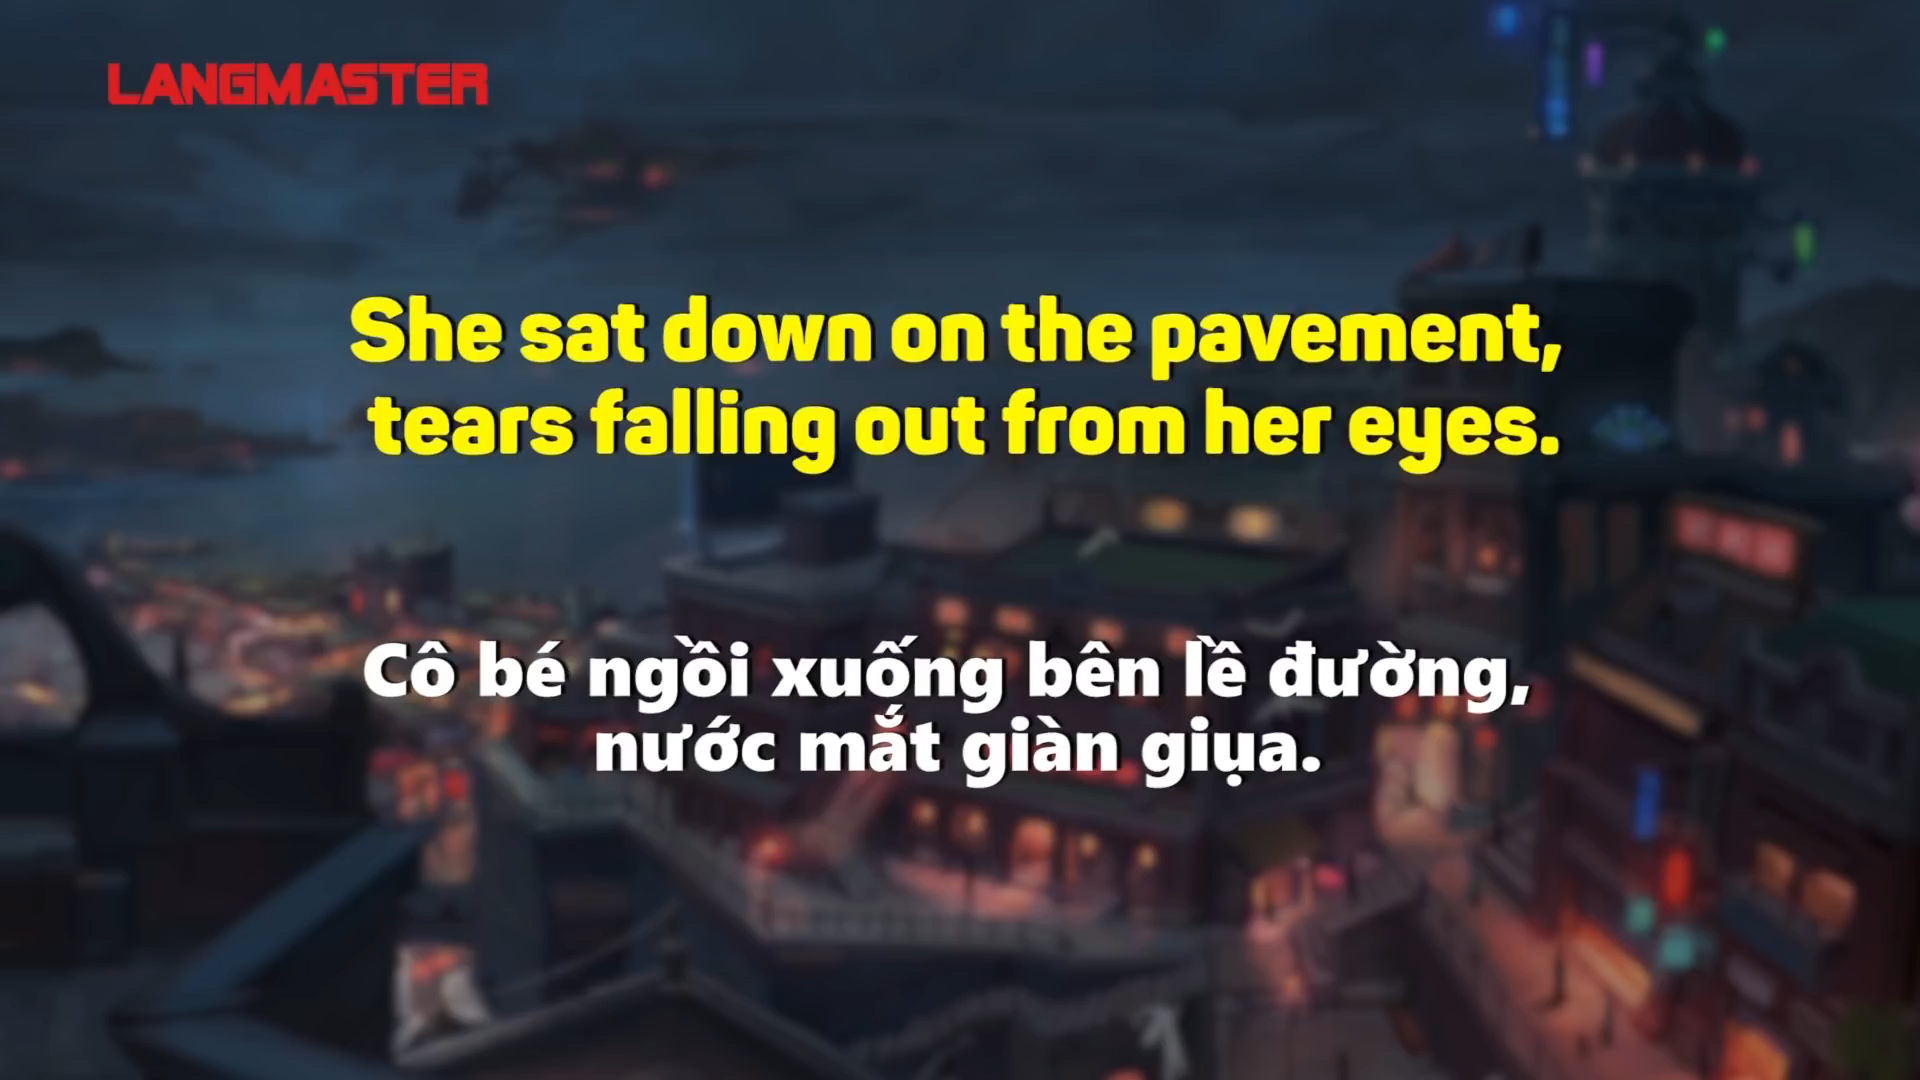 LANGMASTER
She sat down on the pavement,
tears falling out from her eyes.
Cô bé ngồi xuống bên lề đường,
nước mắt giàn giụa.